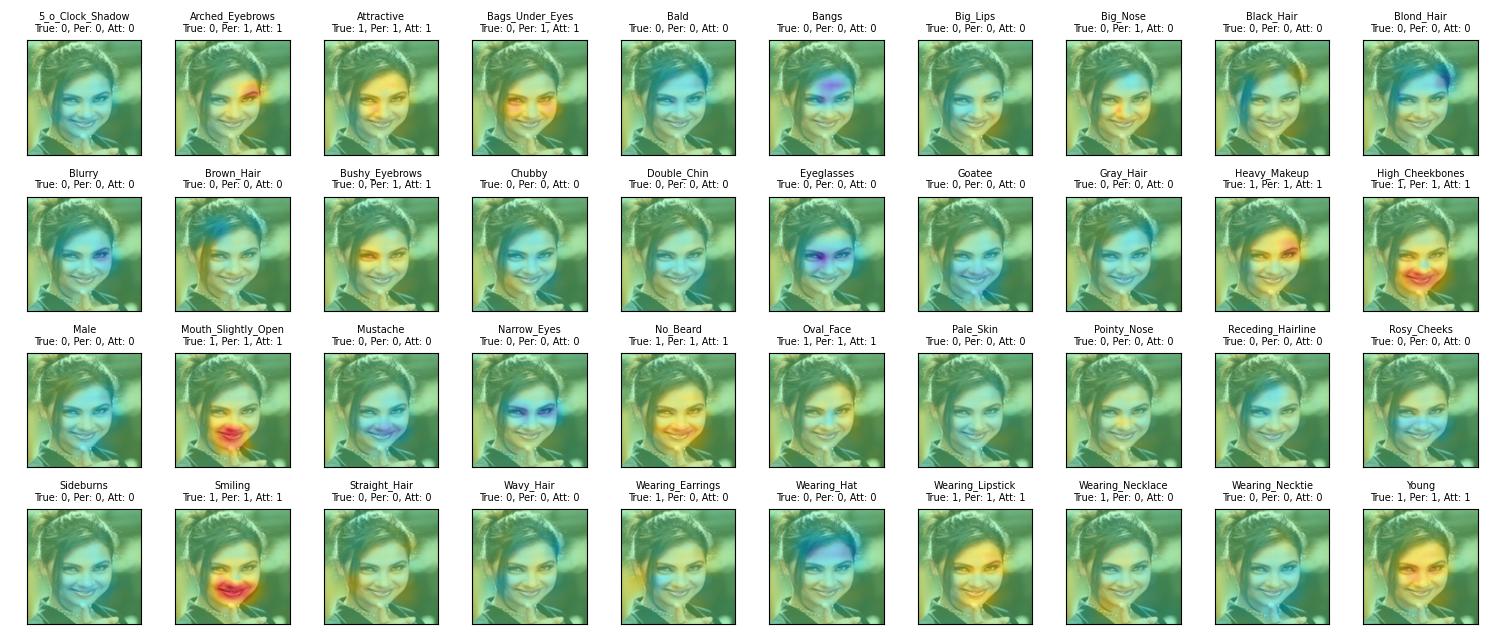 5_o_Clock_Shadow
True: 0, Per: 0, Att: 0
Arched_Eyebrows
True: 0, Per: 1, Att: 1
Attractive
True: 1, Per: 1, Att: 1
Bags_Under_Eyes
True: 0, Per: 1, Att: 1
Bald
True: 0, Per: 0, Att: 0
Bangs
True: 0, Per: 0, Att: 0
Big_Lips
True: 0, Per: 0, Att: 0
Big_Nose
True: 0, Per: 1, Att: 0
Black_Hair
True: 0, Per: 0, Att: 0
Blond_Hair
True: 0, Per: 0, Att: 0
Blurry
True: 0, Per: 0, Att: 0
Brown_Hair
True: 0, Per: 0, Att: 0
Bushy_Eyebrows
True: 0, Per: 1, Att: 1
Chubby
True: 0, Per: 0, Att: 0
Double_Chin
True: 0, Per: 0, Att: 0
Eyeglasses
True: 0, Per: 0, Att: 0
Goatee
True: 0, Per: 0, Att: 0
Gray_Hair
True: 0, Per: 0, Att: 0
Heavy_Makeup
True: 1, Per: 1, Att: 1
High_Cheekbones
True: 1, Per: 1, Att: 1
Male
True: 0, Per: 0, Att: 0
Mouth_Slightly_Open
True: 1, Per: 1, Att: 1
Mustache
True: 0, Per: 0, Att: 0
Narrow_Eyes
True: 0, Per: 0, Att: 0
No_Beard
True: 1, Per: 1, Att: 1
Oval_Face
True: 1, Per: 1, Att: 1
Pale_Skin
True: 0, Per: 0, Att: 0
Pointy_Nose
True: 0, Per: 0, Att: 0
Receding_Hairline
True: 0, Per: 0, Att: 0
Rosy_Cheeks
True: 0, Per: 0, Att: 0
Sideburns
True: 0, Per: 0, Att: 0
Smiling
True: 1, Per: 1, Att: 1
Straight_Hair
True: 0, Per: 0, Att: 0
Wavy_Hair
True: 0, Per: 0, Att: 0
Wearing_Earrings
True: 1, Per: 0, Att: 0
Wearing_Hat
True: 0, Per: 0, Att: 0
Wearing_Lipstick
True: 1, Per: 1, Att: 1
Wearing_Necklace
True: 1, Per: 0, Att: 0
Wearing_Necktie
True: 0, Per: 0, Att: 0
Young
True: 1, Per: 1, Att: 1